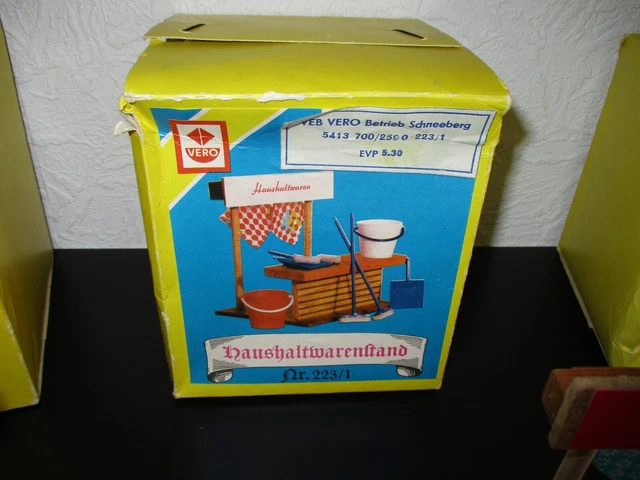 VEB VERO Betrieb Schneeberg
5413 700/2590 223/1
EVP 5.30
VERO
Haushaltwaren
Haushaltwarenstand
Nr. 223/1